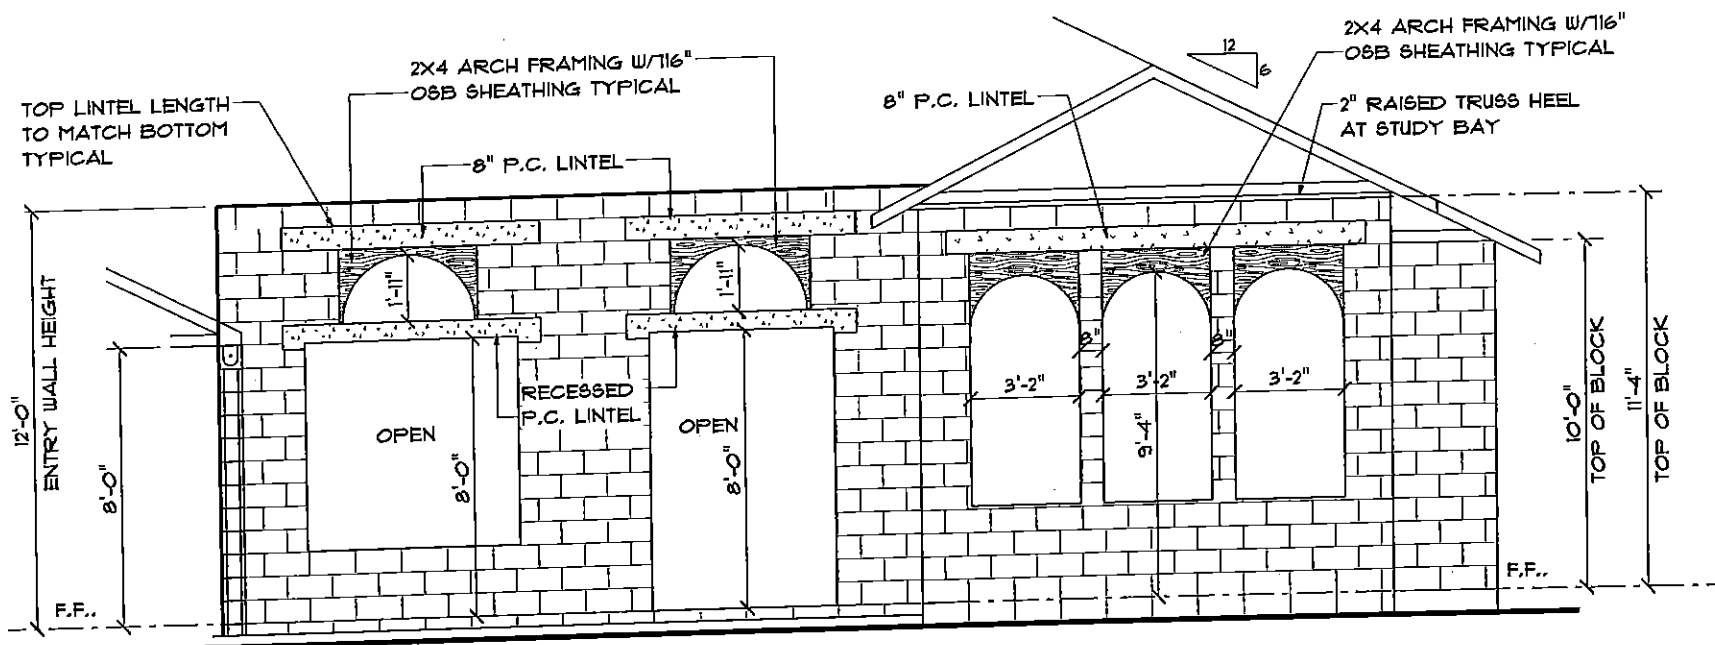 2X4 ARCH FRAMING W/7/16"
OSB SHEATHING TYPICAL
TOP LINTEL LENGTH
TO MATCH BOTTOM
TYPICAL
8" P.C. LINTEL
8" P.C. LINTEL
12
6
2X4 ARCH FRAMING W/7/16"
OSB SHEATHING TYPICAL
2" RAISED TRUSS HEEL
AT STUDY BAY
12'-0"
ENTRY WALL HEIGHT
8'-0"
F.F..
1'-11"
1'-11"
RECESSED
P.C. LINTEL
OPEN
8'-0"
OPEN
8'-0"
8"
8"
3'-2"
3'-2"
3'-2"
9'-4"
F.F..
10'-0"
TOP OF BLOCK
11'-4"
TOP OF BLOCK